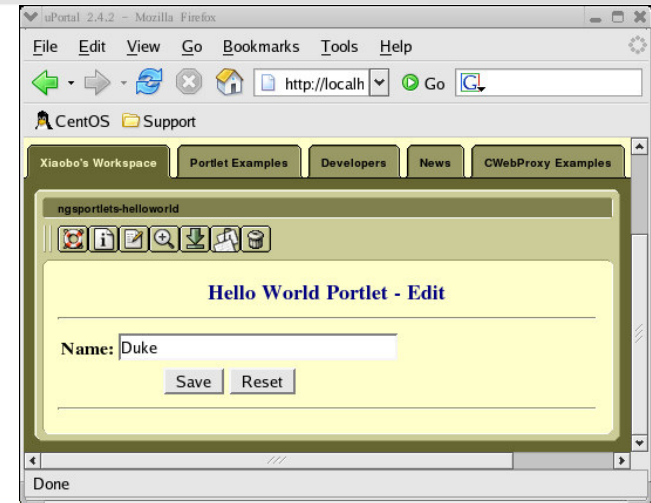 uPortal 2.4.2 - Mozilla Firefox
File Edit View Go Bookmarks Tools Help
http://localh Go G
CentOS Support
Xiaobo's Workspace Portlet Examples Developers News CWebProxy Examples
ngsportlets-helloworld
Hello World Portlet - Edit
Name: Duke
Save Reset
Done